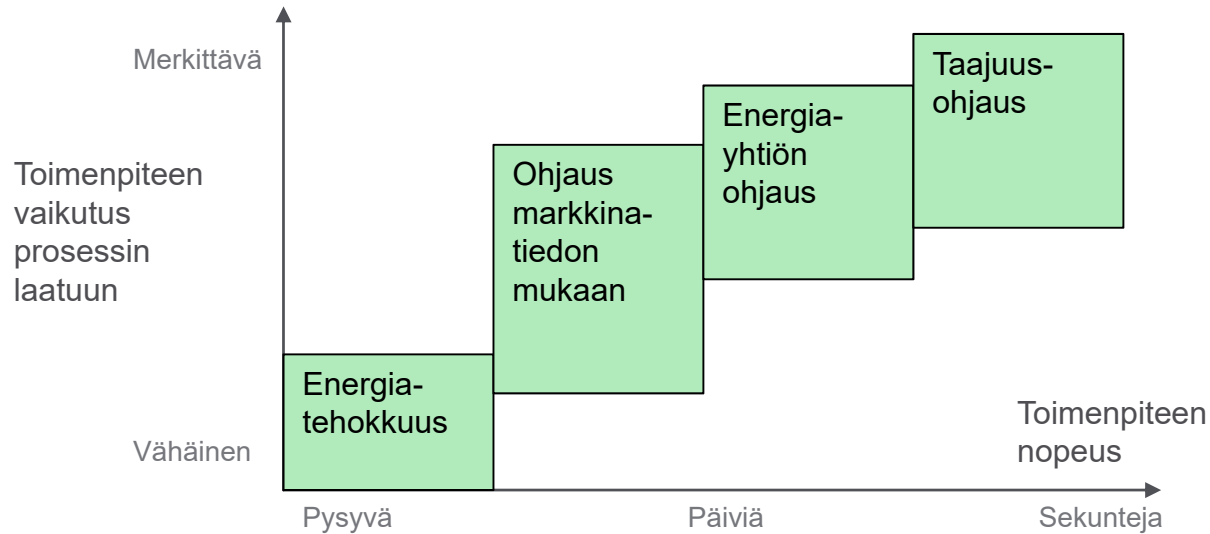 Merkittävä
Toimenpiteen
vaikutus
prosessin
laatuun
Vähäinen
Energia-
tehokkuus
Ohjaus
markkina-
tiedon
mukaan
Energia-
yhtiön
ohjaus
Taajuus-
ohjaus
Toimenpiteen
nopeus
Pysyvä
Päiviä
Sekunteja